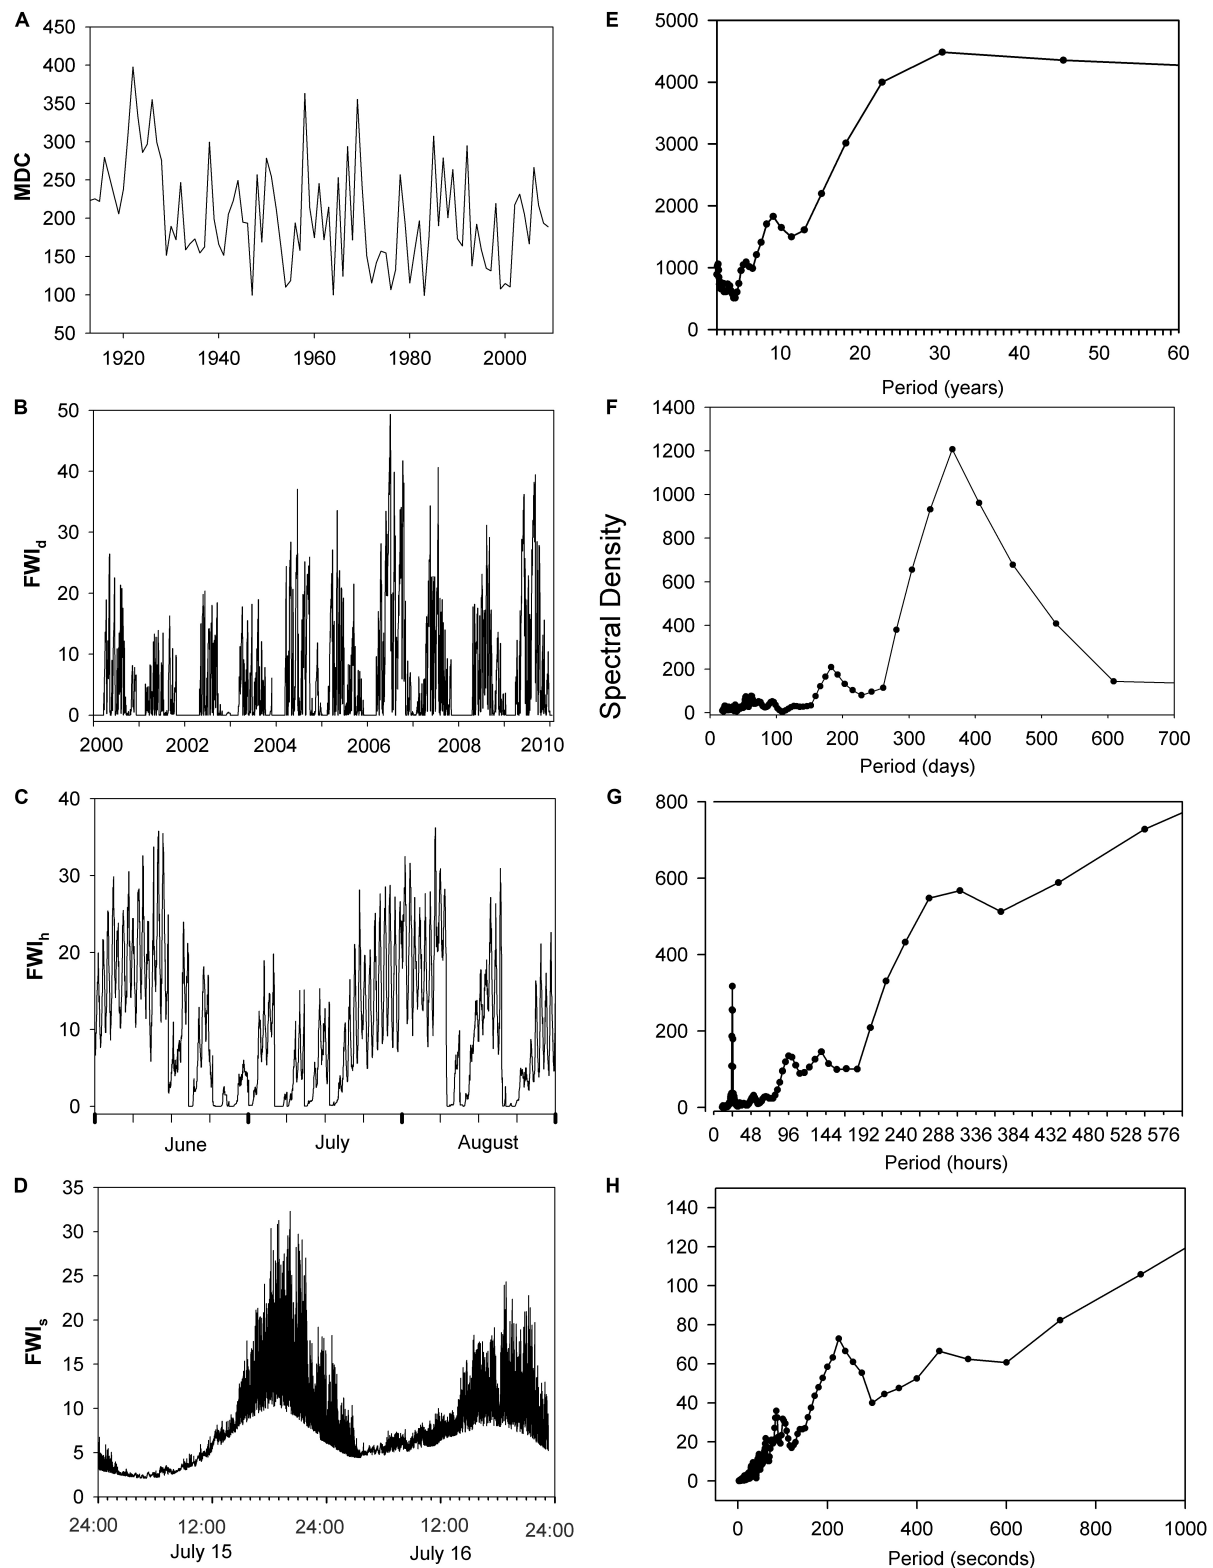 A
450
400
350
300
250
200
150
100
50
MDC
1920 1940 1960 1980 2000
E
5000
4000
3000
2000
1000
0
10 20 30 40 50 60
Period (years)
B
50
40
30
20
10
0
FWId
2000 2002 2004 2006 2008 2010
F
1400
1200
1000
800
600
400
200
0
Spectral Density
0 100 200 300 400 500 600 700
Period (days)
C
40
30
20
10
0
FWIh
June July August
G
800
600
400
200
0
0 48 96 144 192 240 288 336 384 432 480 528 576
Period (hours)
D
35
30
25
20
15
10
5
0
FWIs
24:00 12:00 24:00 12:00 24:00
July 15 July 16
H
140
120
100
80
60
40
20
0
0 200 400 600 800 1000
Period (seconds)